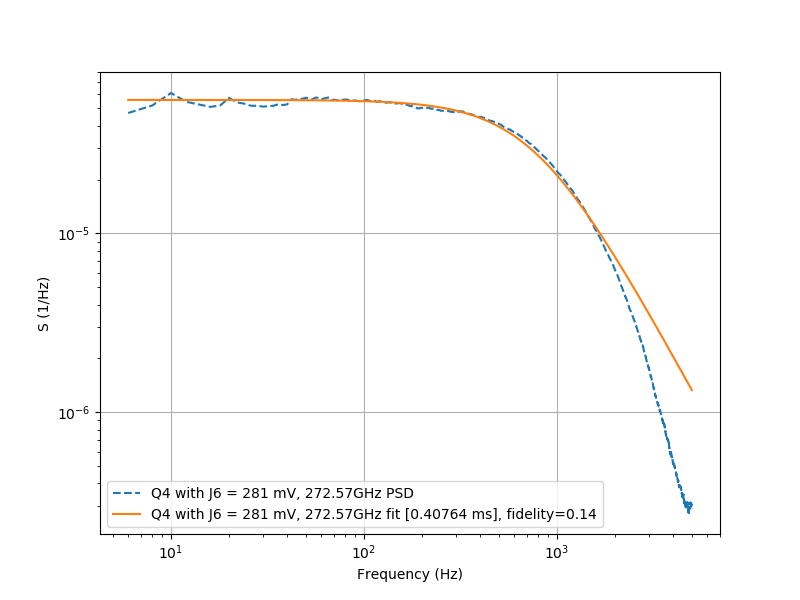 10⁻⁵
10⁻⁶
S (1/Hz)
Q4 with J6 = 281 mV, 272.57GHz PSD
Q4 with J6 = 281 mV, 272.57GHz fit [0.40764 ms], fidelity=0.14
10¹ 10² 10³
Frequency (Hz)